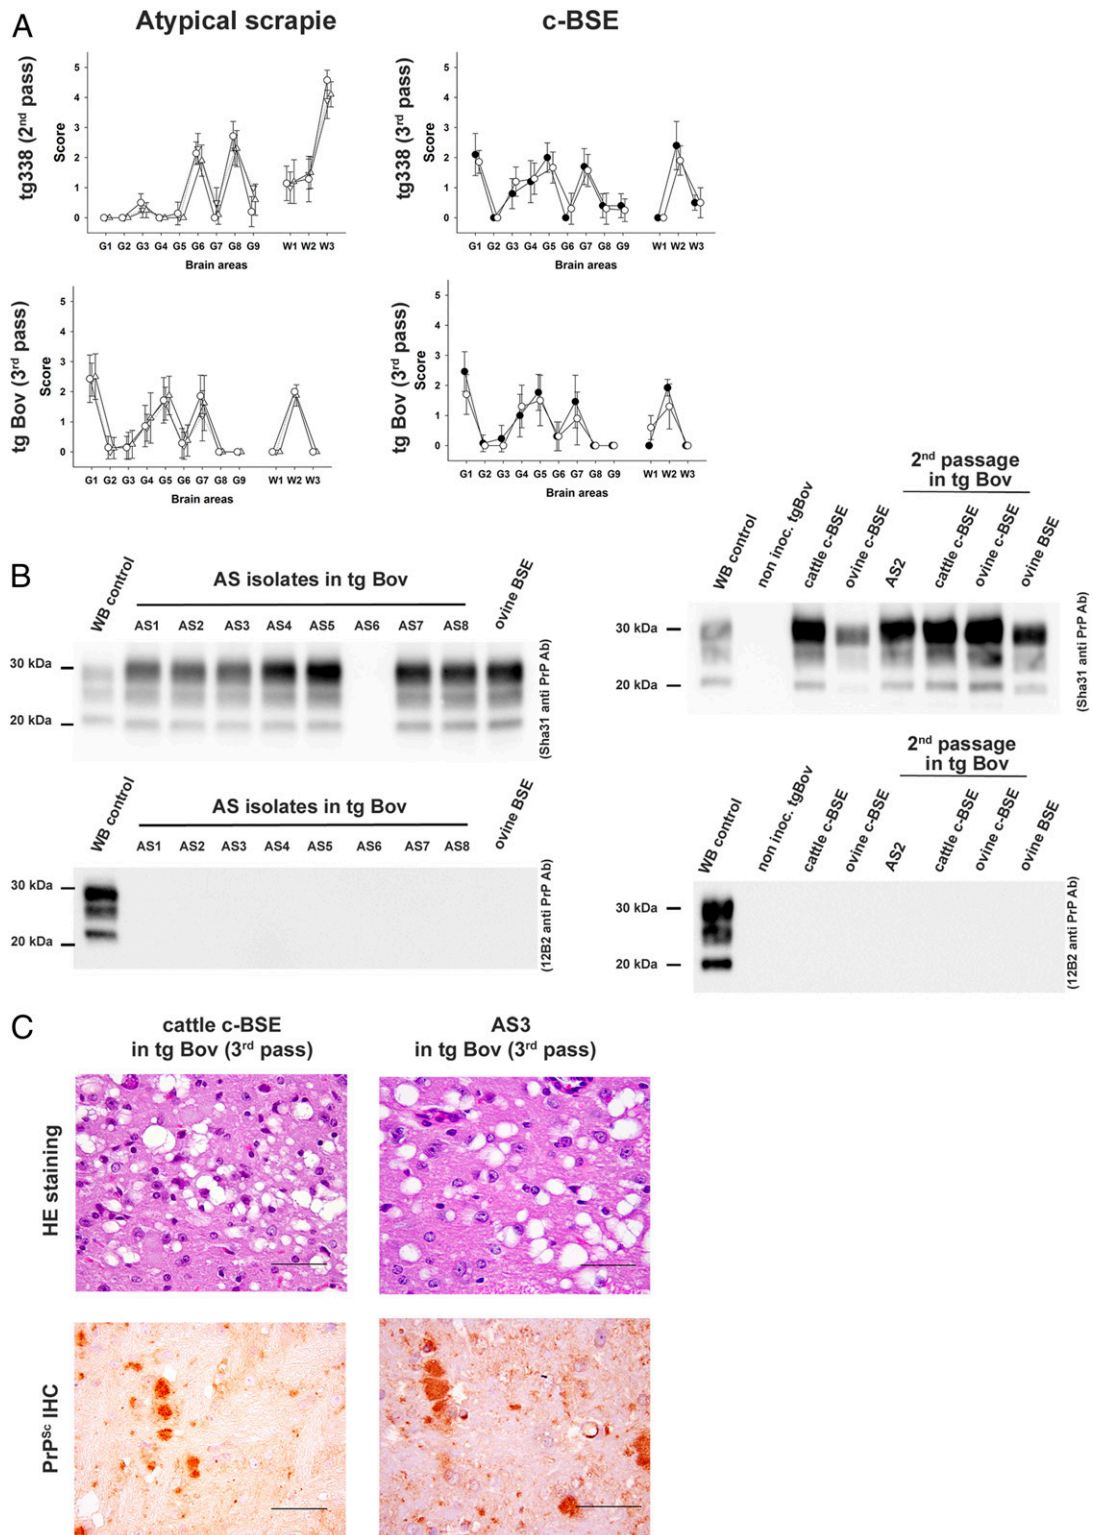 A
Atypical scrapie
c-BSE
tg338 (2nd pass)
Score
5
4
3
2
1
0
G1 G2 G3 G4 G5 G6 G7 G8 G9 W1 W2 W3
Brain areas
tg338 (3rd pass)
Score
5
4
3
2
1
0
G1 G2 G3 G4 G5 G6 G7 G8 G9 W1 W2 W3
Brain areas
tg Bov (3rd pass)
Score
5
4
3
2
1
0
G1 G2 G3 G4 G5 G6 G7 G8 G9 W1 W2 W3
Brain areas
tg Bov (3rd pass)
Score
5
4
3
2
1
0
G1 G2 G3 G4 G5 G6 G7 G8 G9 W1 W2 W3
Brain areas
B
WB control
AS isolates in tg Bov
AS1 AS2 AS3 AS4 AS5 AS6 AS7 AS8
ovine BSE
30 kDa
20 kDa
(Sha31 anti PrP Ab)
WB control
AS isolates in tg Bov
AS1 AS2 AS3 AS4 AS5 AS6 AS7 AS8
ovine BSE
30 kDa
20 kDa
(12B2 anti PrP Ab)
2nd passage
in tg Bov
WB control
non inoc. tgBov
cattle c-BSE
ovine c-BSE
AS2
cattle c-BSE
ovine c-BSE
ovine BSE
30 kDa
20 kDa
(Sha31 anti PrP Ab)
2nd passage
in tg Bov
WB control
non inoc. tgBov
cattle c-BSE
ovine c-BSE
AS2
cattle c-BSE
ovine c-BSE
ovine BSE
30 kDa
20 kDa
(12B2 anti PrP Ab)
C
cattle c-BSE
in tg Bov (3rd pass)
AS3
in tg Bov (3rd pass)
HE staining
PrPSc IHC